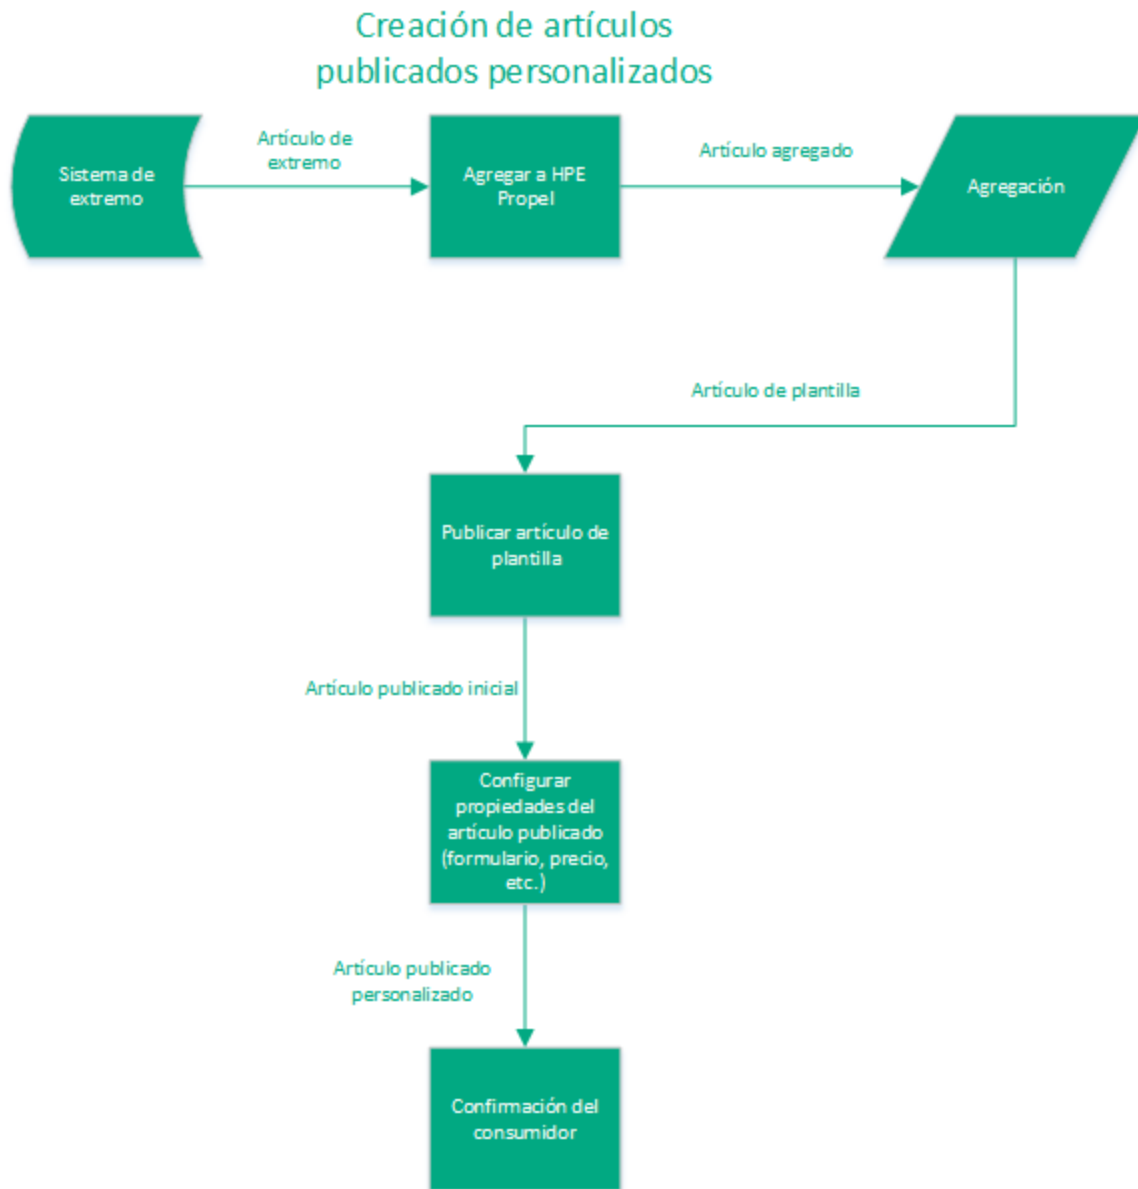 Creación de artículos
publicados personalizados
Sistema de
extremo
Artículo de
extremo
Agregar a HPE
Propel
Artículo agregado
Agregación
Artículo de plantilla
Publicar artículo de
plantilla
Artículo publicado inicial
Configurar
propiedades del
artículo publicado
(formulario, precio,
etc.)
Artículo publicado
personalizado
Confirmación del
consumidor